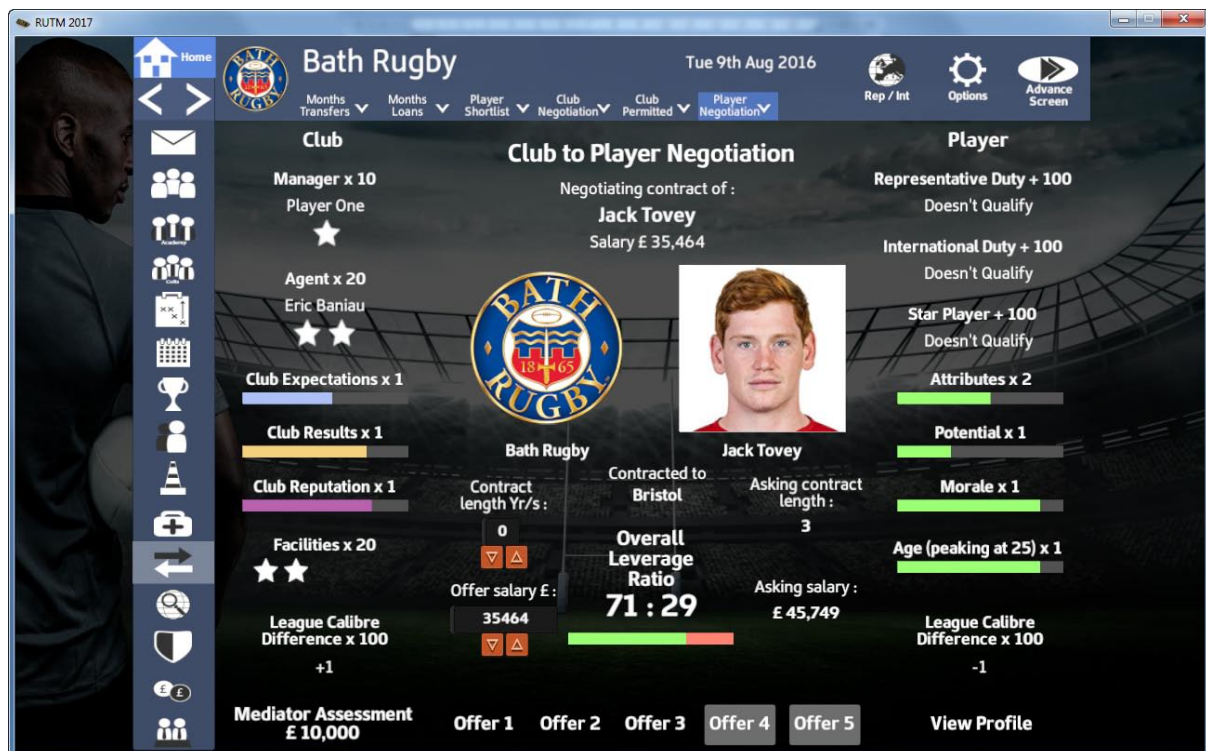 RUTM 2017
Home
Bath Rugby
Tue 9th Aug 2016
Rep / Int
Options
Advance
Screen
Months
Transfers
Months
Loans
Player
Shortlist
Club
Negotiation
Club
Permitted
Player
Negotiation
Academy
Colts
Club
Manager x 10
Player One
Agent x 20
Eric Baniau
Club Expectations x 1
Club Results x 1
Club Reputation x 1
Facilities x 20
League Calibre
Difference x 100
+1
Mediator Assessment
£ 10,000
Club to Player Negotiation
Negotiating contract of :
Jack Tovey
Salary £ 35,464
BATH
18 65
RUGBY
Bath Rugby
Jack Tovey
Contract
length Yr/s :
0
Offer salary £ :
35464
Contracted to
Bristol
Overall
Leverage
Ratio
71 : 29
Asking contract
length :
3
Asking salary :
£ 45,749
Offer 1
Offer 2
Offer 3
Offer 4
Offer 5
Player
Representative Duty + 100
Doesn't Qualify
International Duty + 100
Doesn't Qualify
Star Player + 100
Doesn't Qualify
Attributes x 2
Potential x 1
Morale x 1
Age (peaking at 25) x 1
League Calibre
Difference x 100
-1
View Profile